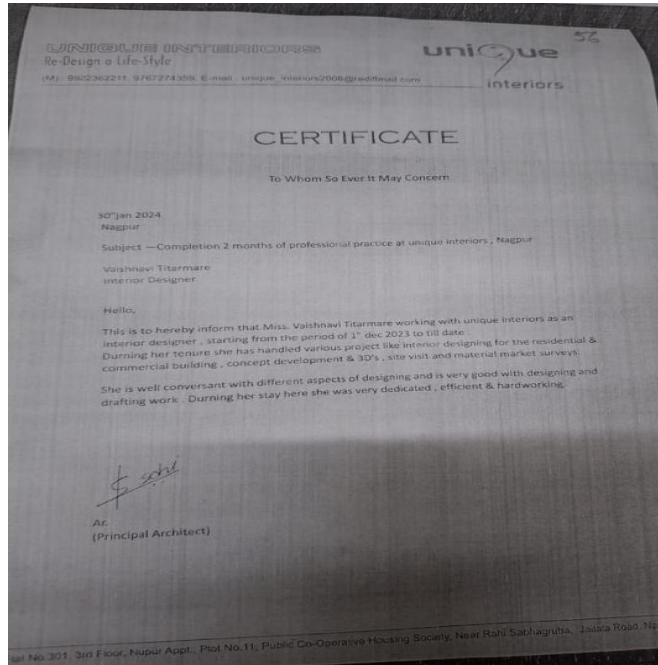 56
UNIQUE INTERIORS
Re-Design a Life-Style
(M) : 9922362211, 9767274359, E-mail : unique_interiors2008@rediffmail.com
unique
interiors
CERTIFICATE
To Whom So Ever It May Concern
30thjan 2024
Nagpur
Subject —Completion 2 months of professional practice at unique interiors , Nagpur
Vaishnavi Titarmare
Interior Designer
Hello,
This is to hereby inform that Miss. Vaishnavi Titarmare working with unique interiors as an
interior designer , starting from the period of 1st dec 2023 to till date .
Durning her tenure she has handled various project like interior designing for the residential &
commercial building , concept development & 3D's , site visit and material market surveys.
She is well conversant with different aspects of designing and is very good with designing and
drafting work . Durning her stay here she was very dedicated , efficient & hardworking.
Ar.
(Principal Architect)
No.301, 3rd Floor, Nupur Appt., Plot No.11, Public Co-Operative Housing Society, Near Rahi Sabhagruha, Road,